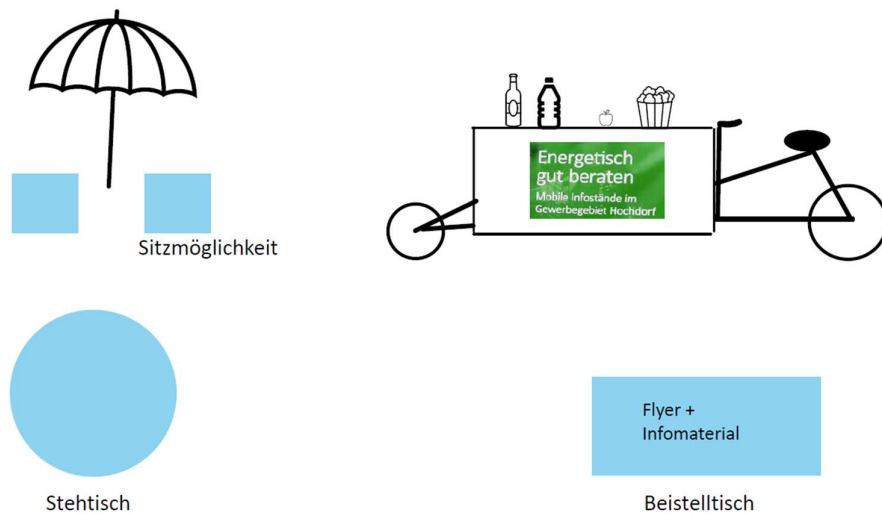 Energetisch
gut beraten
Mobile Infostände im
Gewerbegebiet Hochdorf
Sitzmöglichkeit
Flyer +
Infomaterial
Stehtisch
Beistelltisch